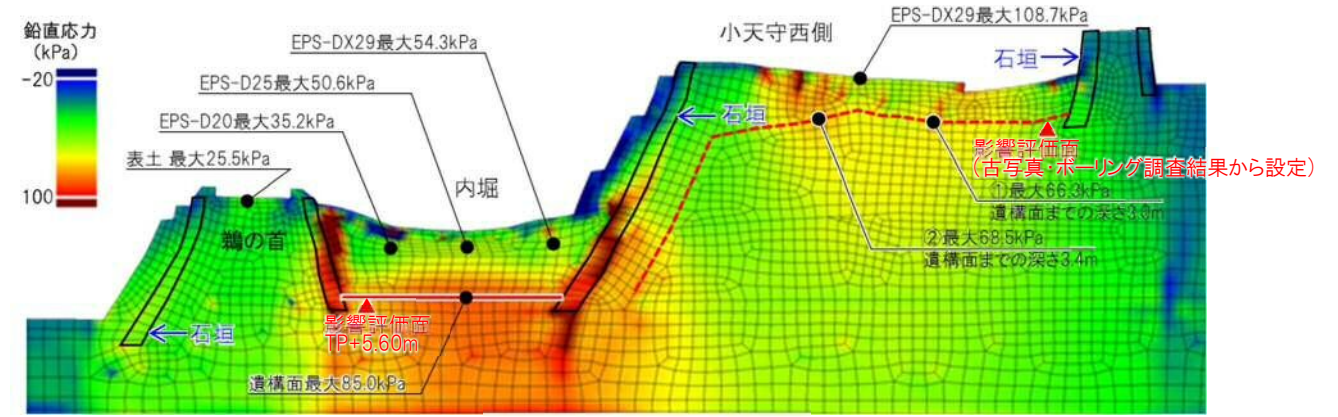 鉛直応力
(kPa)
-20
100
EPS-DX29最大54.3kPa
EPS-D25最大50.6kPa
EPS-D20最大35.2kPa
表土 最大25.5kPa
内堀
鵜の首
石垣
影響評価面
TP+5.60m
遺構面最大85.0kPa
小天守西側
EPS-DX29最大108.7kPa
石垣
石垣
影響評価面
(古写真・ボーリング調査結果から設定)
①最大66.3kPa
遺構面までの深さ3.0m
②最大68.5kPa
遺構面までの深さ3.4m